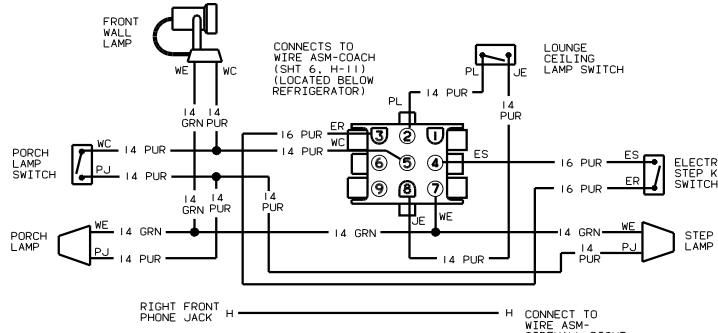 FRONT
WALL
LAMP
WE
WC
CONNECTS TO
WIRE ASM-COACH
(SHT 6, H-11)
(LOCATED BELOW
REFRIGERATOR)
LOUNGE
CEILING
LAMP SWITCH
PL
JE
14 PUR
PL
14
PUR
14
GRN
14
PUR
PORCH
LAMP
SWITCH
WC
14 PUR
PJ
14 PUR
16 PUR
ER
14 PUR
WC
3
2
1
6
5
4
9
8
7
ES
16 PUR
ES
16 PUR
ER
ELECTR
STEP K
SWITCH
14
GRN
14
PUR
14
PUR
JE
WE
PORCH
LAMP
WE
14 GRN
PJ
14 PUR
14 GRN
14 PUR
14 GRN
WE
14
PUR
PJ
STEP
LAMP
RIGHT FRONT
PHONE JACK
H
H
CONNECT TO
WIRE ASM-